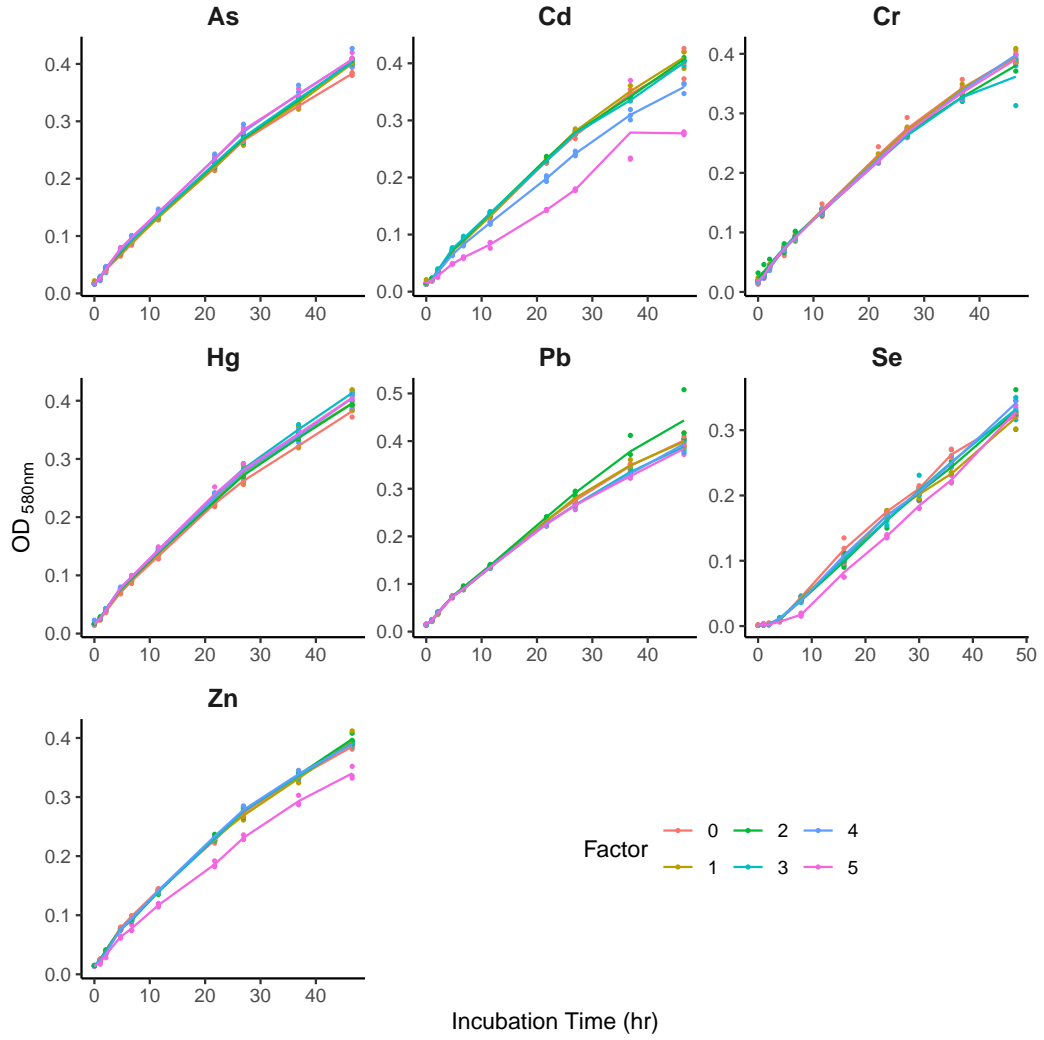 As Cd Cr
0.4 0.4 0.4
0.3 0.3 0.3
0.2 0.2 0.2
0.1 0.1 0.1
0.0 0.0 0.0
0 10 20 30 40 0 10 20 30 40 0 10 20 30 40
Hg Pb Se
0.4 0.5
0.3 0.4 0.3
0.2 0.3 0.2
0.1 0.2 0.1
0.0 0.1 0.0
0.0
0 10 20 30 40 0 10 20 30 40 0 10 20 30 40 50
Zn
0.4
0.3
0.2
0.1
0.0
0 10 20 30 40
Factor
0 2 4
1 3 5
OD 580nm
Incubation Time (hr)